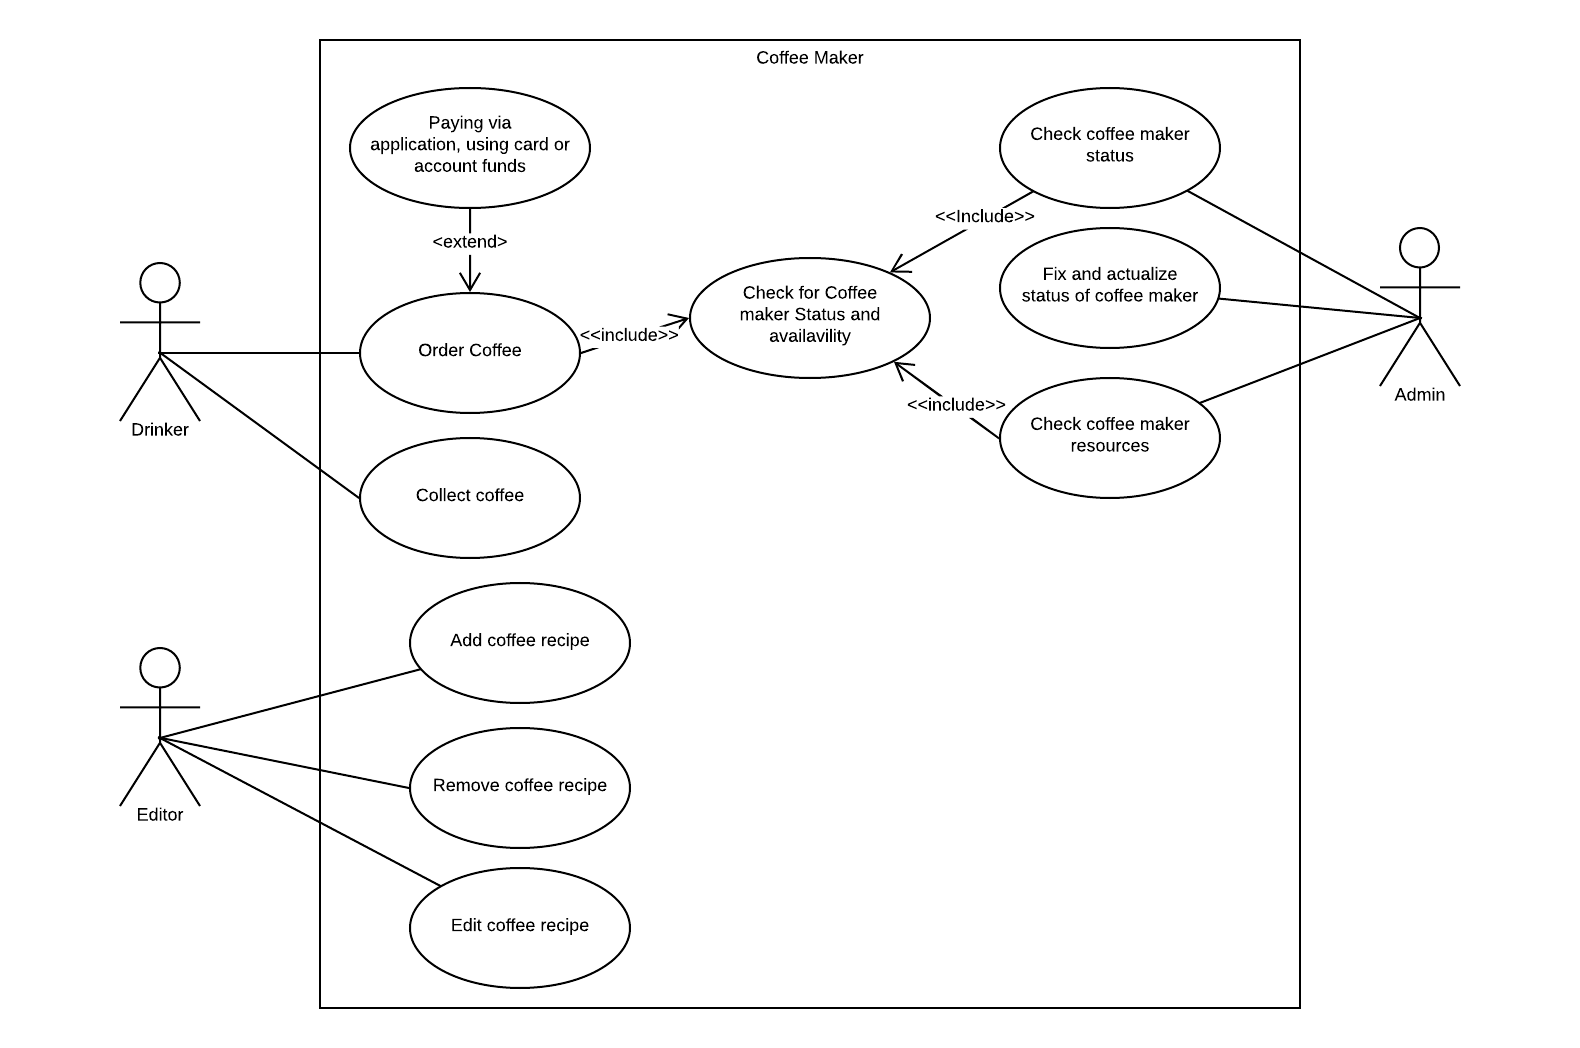 Coffee Maker
Paying via
application, using card or
account funds
<extend>
Order Coffee
<<include>>
Collect coffee
Drinker
Check for Coffee
maker Status and
availavility
<<Include>>
<<include>>
Check coffee maker
status
Fix and actualize
status of coffee maker
Check coffee maker
resources
Admin
Add coffee recipe
Remove coffee recipe
Edit coffee recipe
Editor